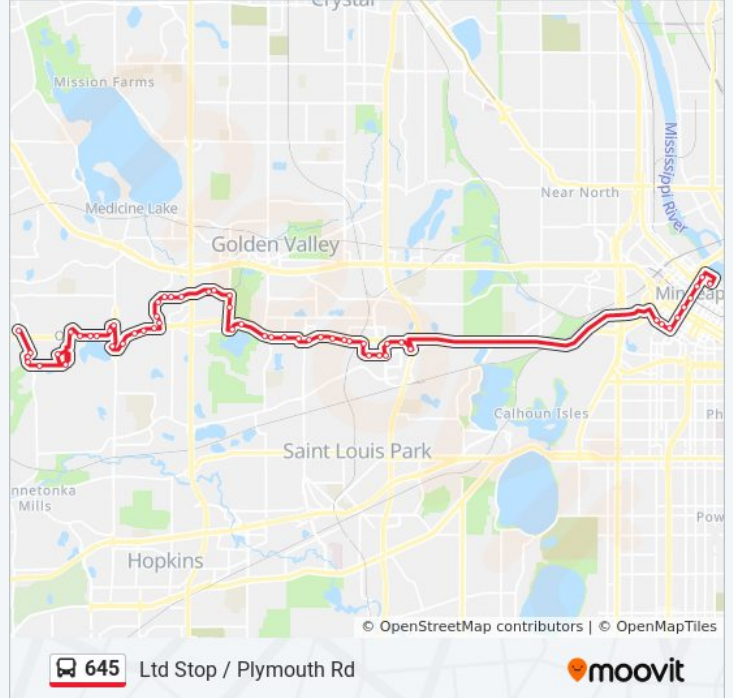 Crystal
Mission Farms
Mississippi River
Near North
Medicine Lake
Golden Valley
Minneap
Calhoun Isles
Ph
Saint Louis Park
nnetonka
Mills
Pow
Hopkins
© OpenStreetMap contributors | © OpenMapTiles
645 Ltd Stop / Plymouth Rd
moovit